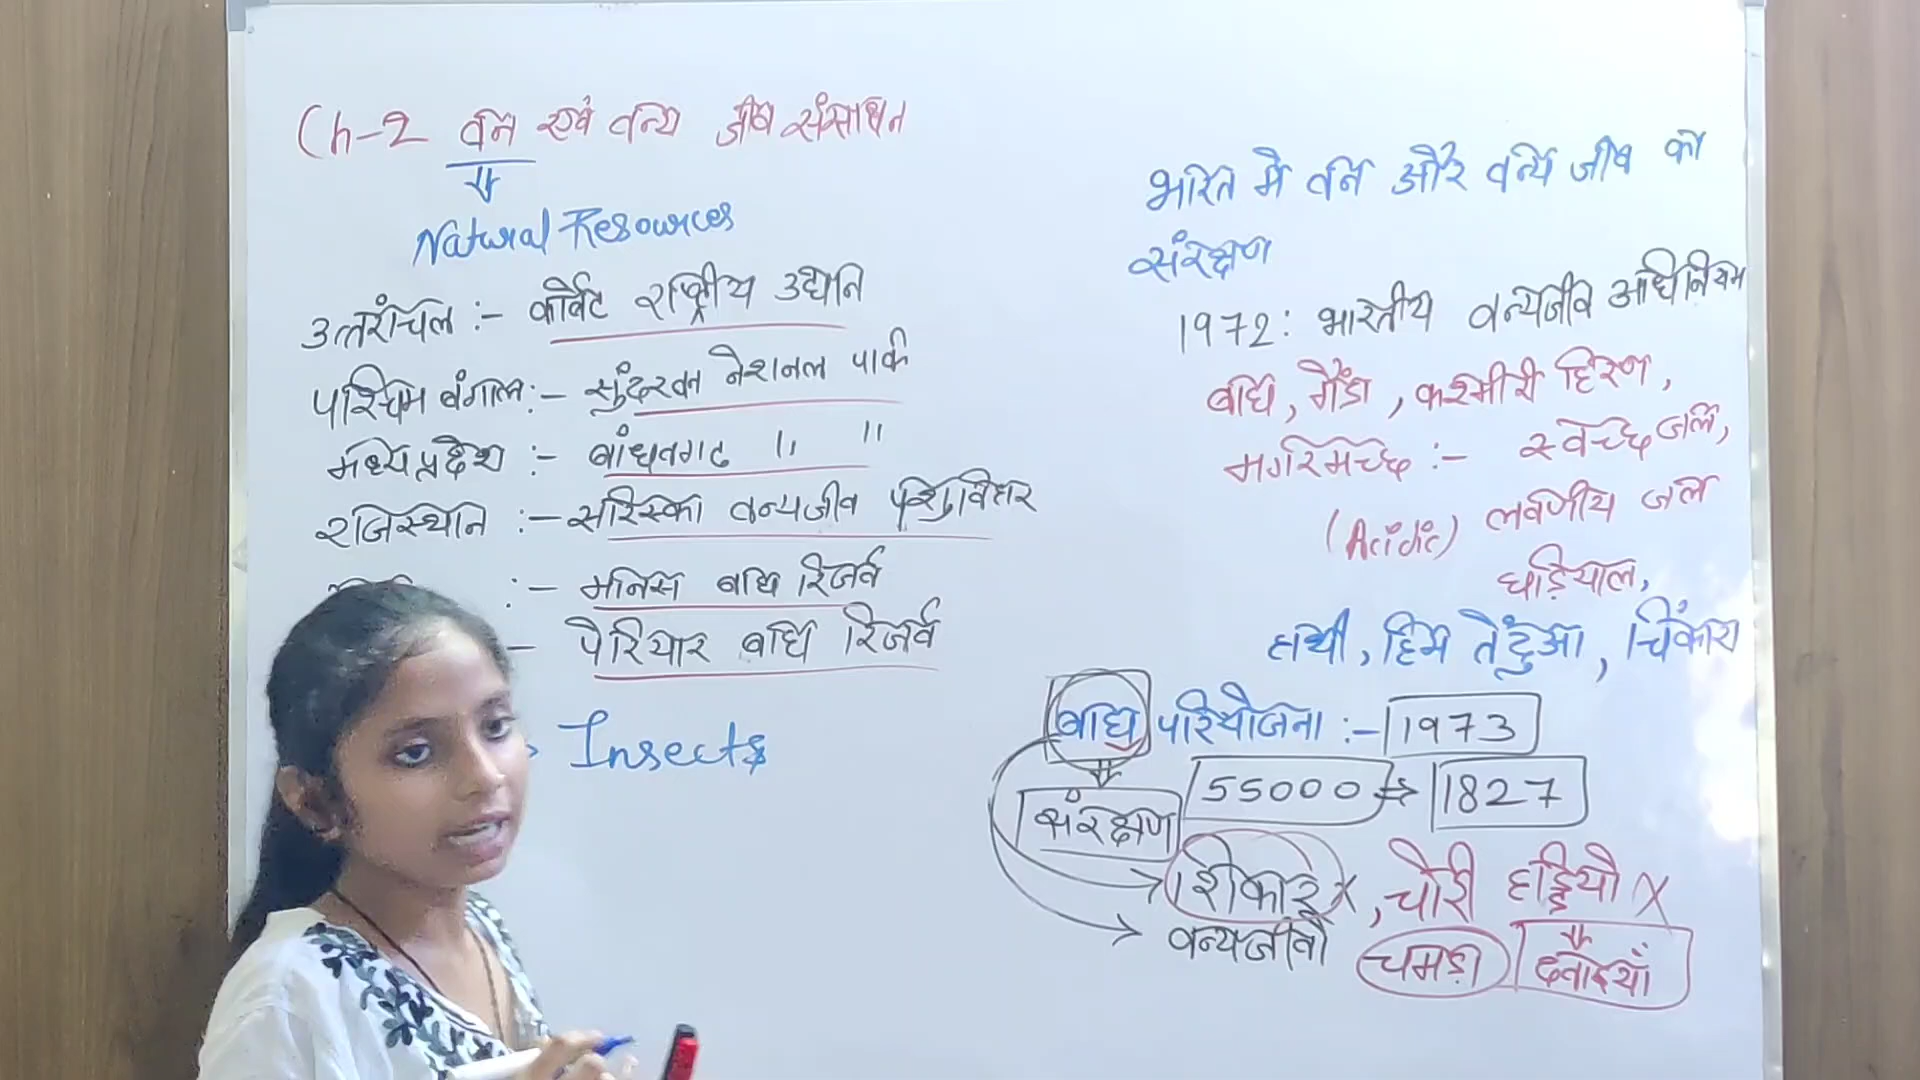 Ch-2 वन एवं वन्य जीव संसाधन
Natural Resources
उत्तरांचल :- कार्बेट राष्ट्रीय उद्यान
पश्चिम बंगाल :- सुंदरवन नेशनल पार्क
मध्य प्रदेश :- बांधवगढ " "
राजस्थान :- सरिस्का वन्यजीव पशुविहार
:- मानस बाघ रिजर्व
- पेरियार बाघ रिजर्व
Insects
भारत में वन और वन्य जीव का
संरक्षण
1972: भारतीय वन्यजीव अधिनियम
बाघ, गैंडा, कश्मीरी हिरण,
मगरमच्छ :- स्वच्छ जल,
(Acidic) लवणीय जल
घड़ियाल,
हाथी, हिम तेंदुआ, चिंकारा
बाघ परियोजना :- 1973
संरक्षण 55000 → 1827
शिकार x, चोरी हड्डियों x
वन्यजीवों चमड़ा दवाइयाँ